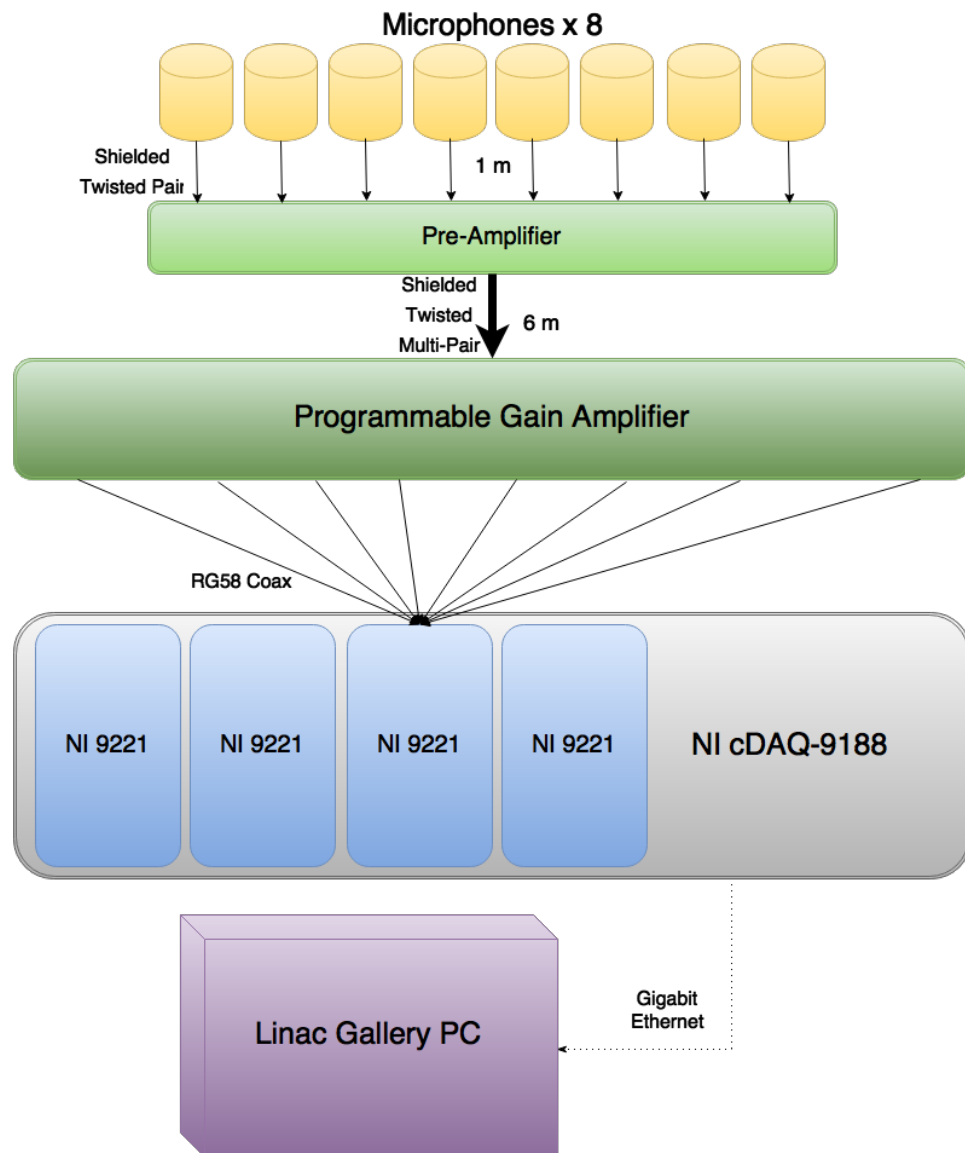 Microphones x 8
Shielded
Twisted Pair
1 m
Pre-Amplifier
Shielded
Twisted
Multi-Pair
6 m
Programmable Gain Amplifier
RG58 Coax
NI 9221
NI 9221
NI 9221
NI 9221
NI cDAQ-9188
Gigabit
Ethernet
Linac Gallery PC